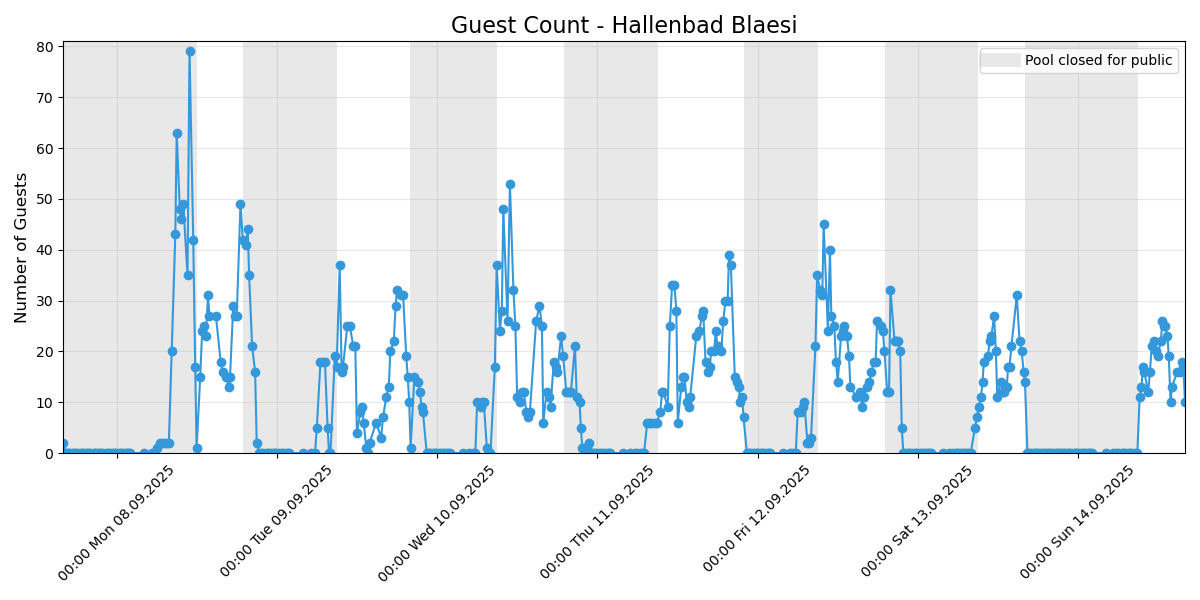 Guest Count - Hallenbad Blaesi
Pool closed for public
Number of Guests
80
70
60
50
40
30
20
10
0
00:00 Mon 08.09.2025
00:00 Tue 09.09.2025
00:00 Wed 10.09.2025
00:00 Thu 11.09.2025
00:00 Fri 12.09.2025
00:00 Sat 13.09.2025
00:00 Sun 14.09.2025